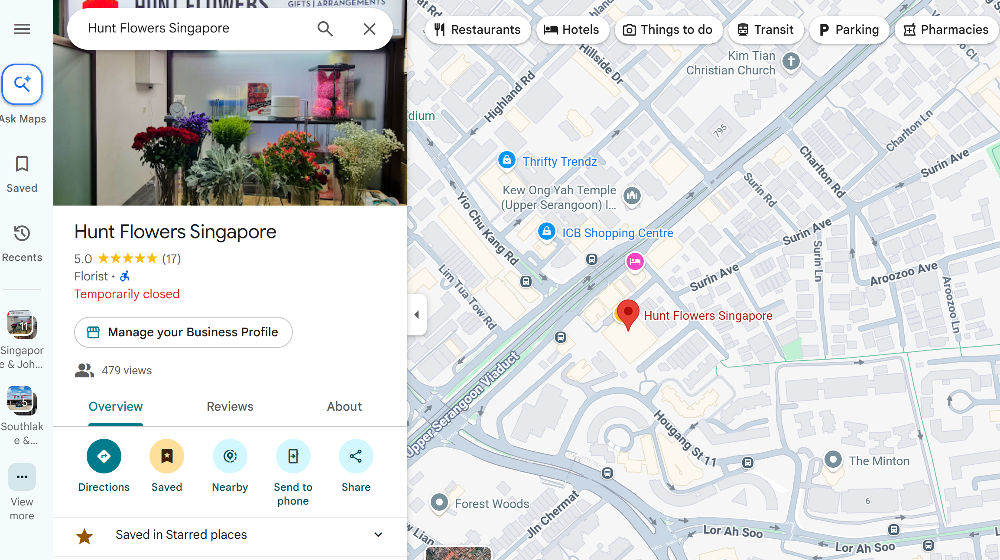 HUNT FLOWERS
GIFTS | ARRANGEMENTS
Hunt Flowers Singapore
Ask Maps
Saved
Recents
11
Singapor
e & Joh...
5
Southlak
e &...
View
more
Hunt Flowers Singapore
5.0 (17)
Florist ·
Temporarily closed
Manage your Business Profile
479 views
Overview
Reviews
About
Directions
Saved
Nearby
Send to
phone
Share
Saved in Starred places
Restaurants
Hotels
Things to do
Transit
Parking
Pharmacies
Kim Tian
Christian Church
Hillside Dr
Highland Rd
795
Charlton Ln
Thrifty Trendz
Charlton Rd
Surin Ave
Surin Rd
Kew Ong Yah Temple
(Upper Serangoon) l...
Yio Chu Kang Rd
ICB Shopping Centre
Surin Ave
Surin Ln
Surin Ave
Aroozoo Ave
Aroozoo Ln
Lim Tua Tow Rd
Hunt Flowers Singapore
Upper Serangoon Viaduct
Hougang St 11
The Minton
Forest Woods
6
Jln Chermat
Lor Ah Soo
Lor Ah Soo